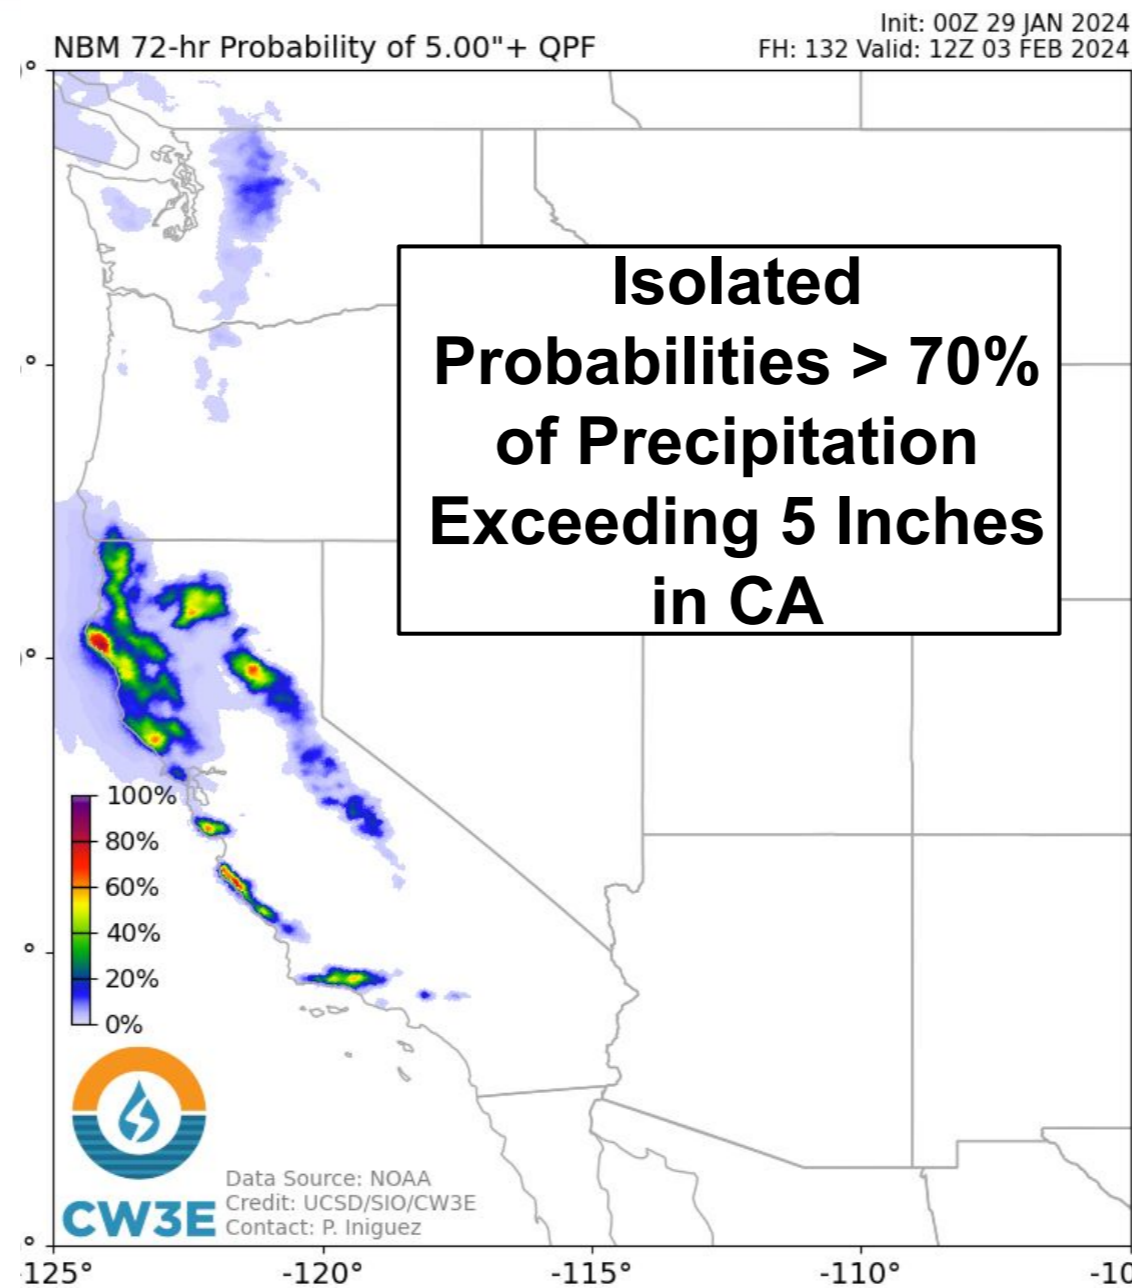 Init: 00Z 29 JAN 2024
NBM 72-hr Probability of 5.00"+ QPF
FH: 132 Valid: 12Z 03 FEB 2024
Isolated
Probabilities > 70%
of Precipitation
Exceeding 5 Inches
in CA
100%
80%
60%
40%
20%
0%
CW3E
Data Source: NOAA
Credit: UCSD/SIO/CW3E
Contact: P. Iniguez
-120°
-115°
-110°